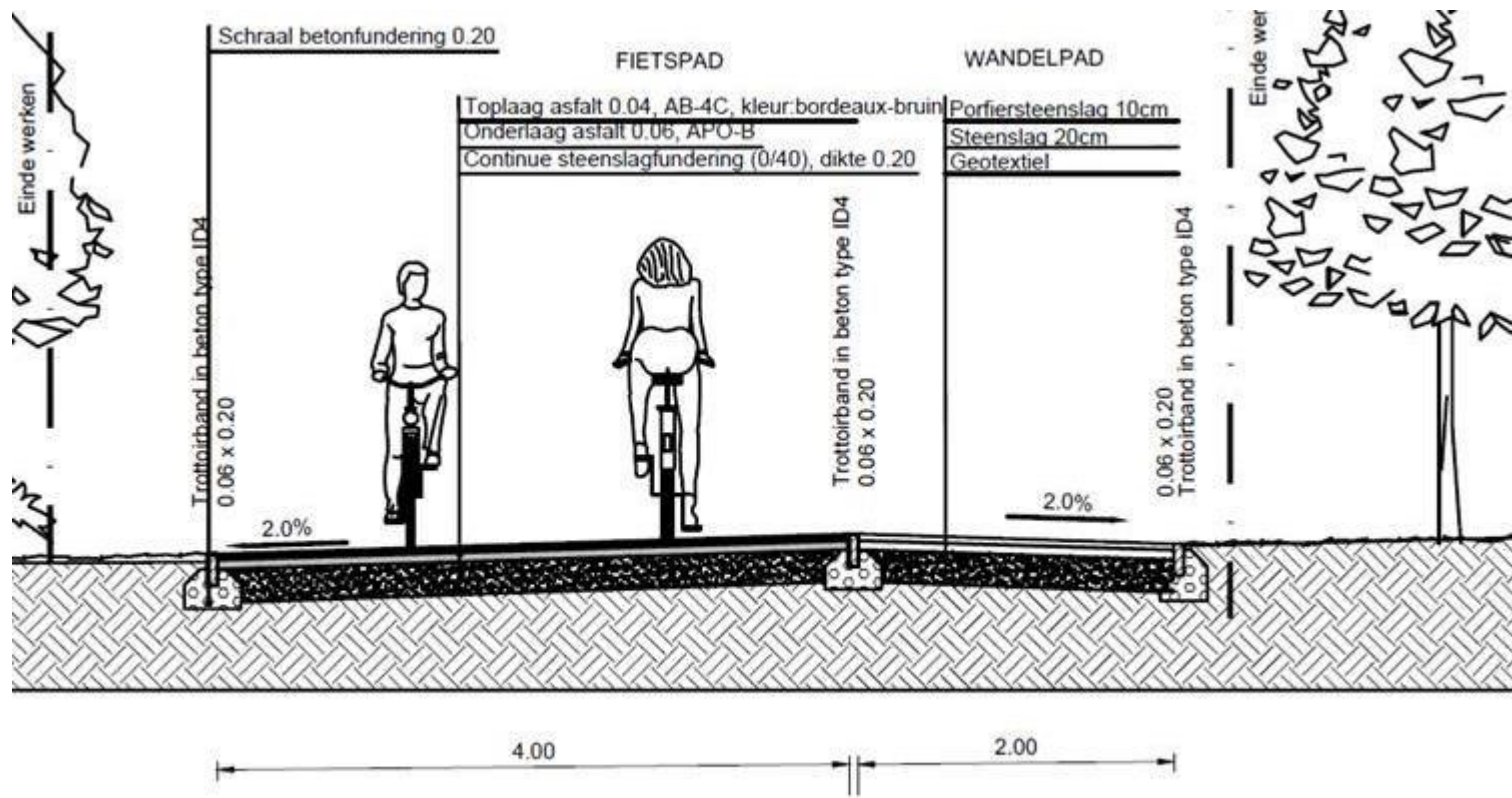 Schraal betonfundering 0.20
FIETSPAD
WANDELPAD
Toplaag asfalt 0.04, AB-4C, kleur:bordeaux-bruin
Onderlaag asfalt 0.06, APO-B
Continue steenslagfundering (0/40), dikte 0.20
Porfiersteenslag 10cm
Steenslag 20cm
Geotextiel
Einde werken
Trottoirband in beton type ID4
0.06 x 0.20
Trottoirband in beton type ID4
0.06 x 0.20
0.06 x 0.20
Trottoirband in beton type ID4
Einde wer
2.0%
2.0%
4.00
2.00